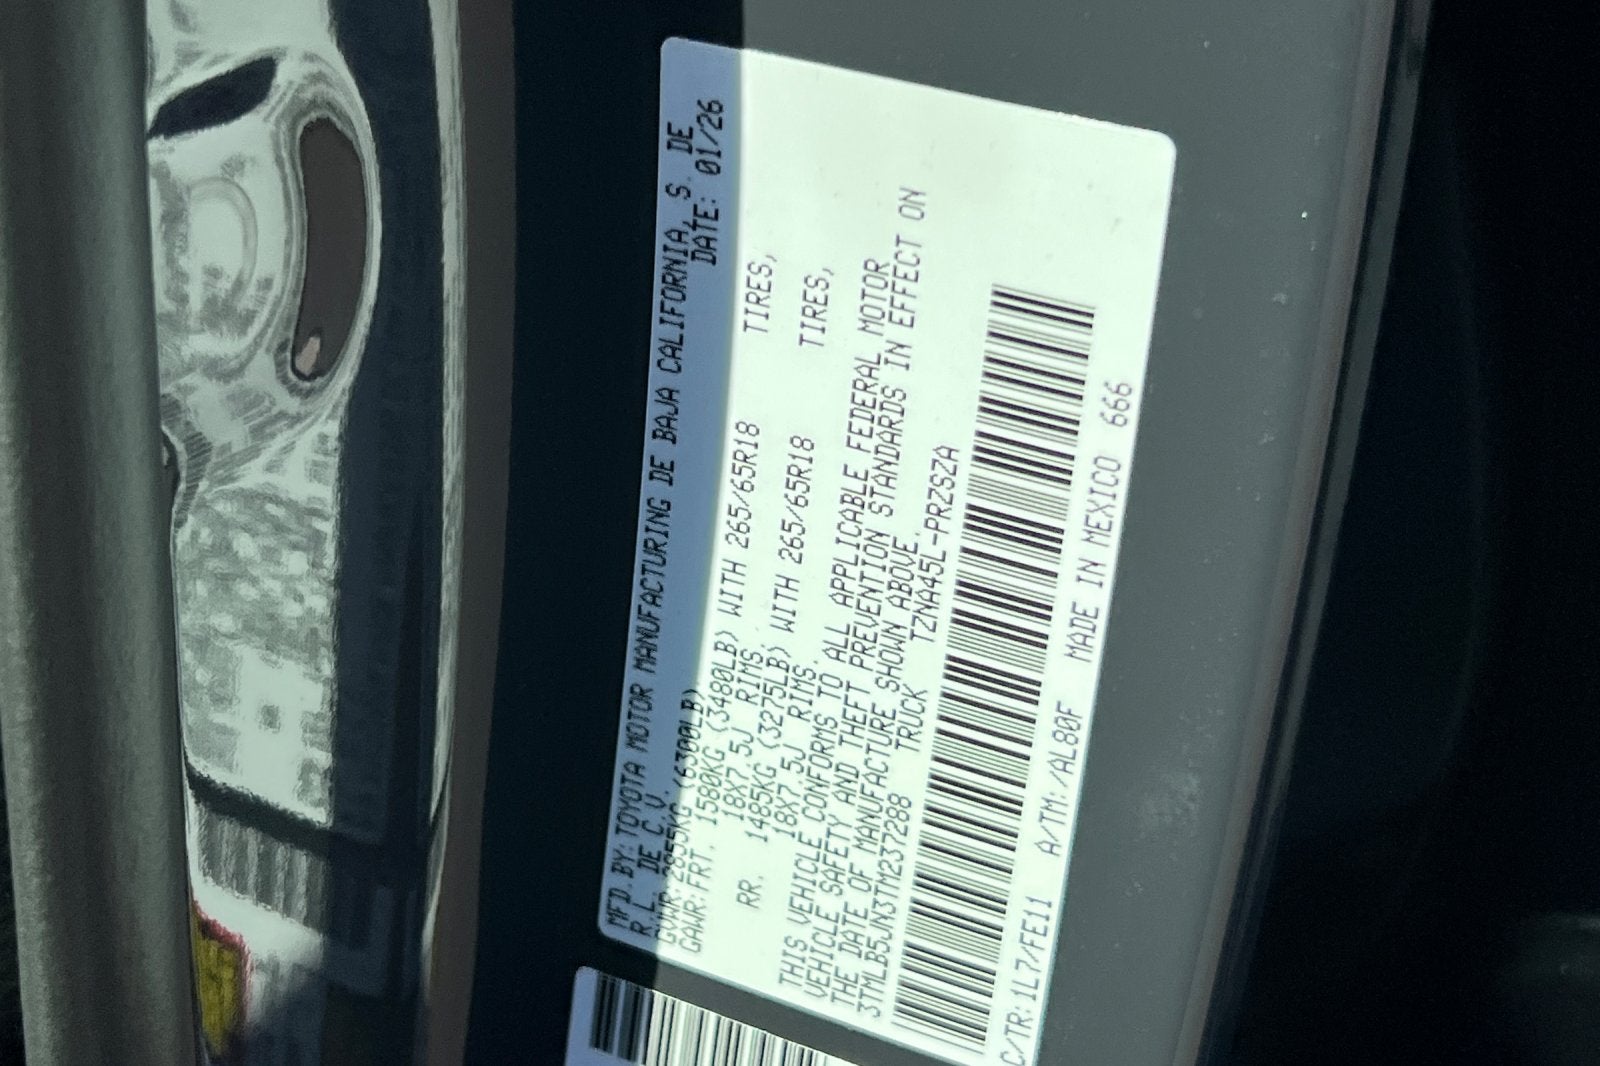 MFD. BY: TOYOTA MOTOR MANUFACTURING DE BAJA CALIFORNIA, S. DE
R.L. DE C.V. DATE: 01/26
GVWR: 2855KG (6300LB)
GAWR: FRT. 1580KG (3480LB) WITH 265/65R18 TIRES,
18X7.5J RIMS,
RR. 1485KG (3275LB) WITH 265/65R18 TIRES,
18X7.5J RIMS.
THIS VEHICLE CONFORMS TO ALL APPLICABLE FEDERAL MOTOR
VEHICLE SAFETY AND THEFT PREVENTION STANDARDS IN EFFECT ON
THE DATE OF MANUFACTURE SHOWN ABOVE.
3TMLB5JN3TM237288 TRUCK TZNA45L-PRZSZA
C/TR: 1L7/FE11 A/TM: /AL80F MADE IN MEXICO 666